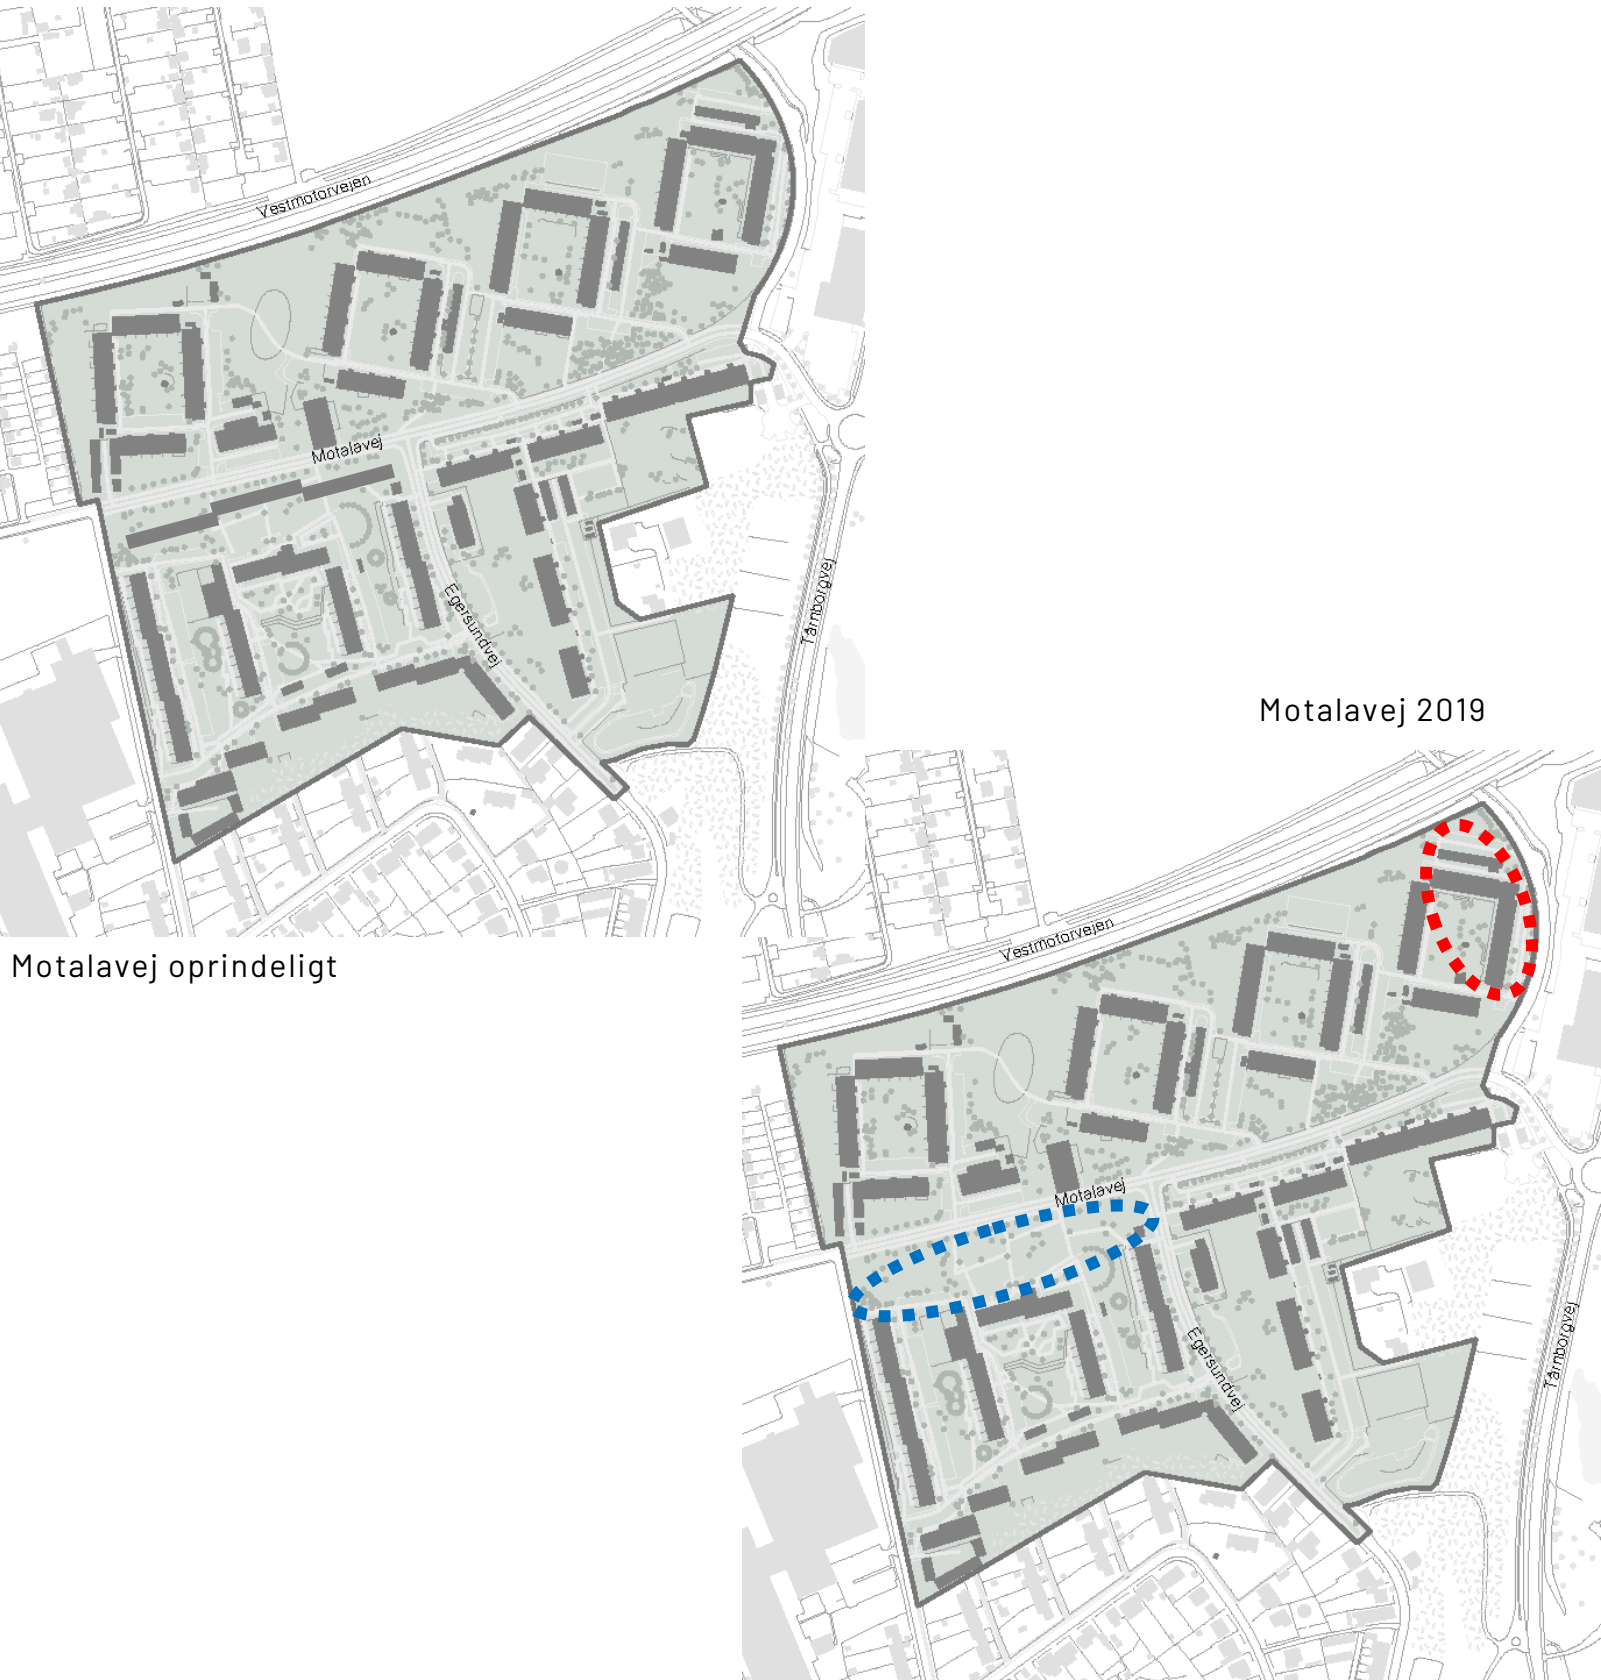 Vestmotorvejen
Motalavej
Egersundvej
Tårnborgvej
Motalavej 2019
Motalavej oprindeligt
Vestmotorvejen
Motalavej
Egersundvej
Tårnborgvej